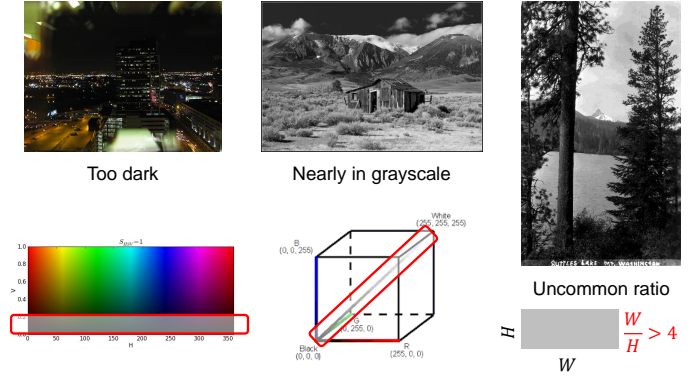 Too dark
Nearly in grayscale
SUTTLES LAKE MT. WASHINGTON
Uncommon ratio
S_HSV=1
1.0
0.8
0.6
0.4
0.2
V
0 50 100 150 200 250 300 350
H
White
(255, 255, 255)
B
(0, 0, 255)
G
(0, 255, 0)
Black
(0, 0, 0)
R
(255, 0, 0)
H
W
W/H > 4